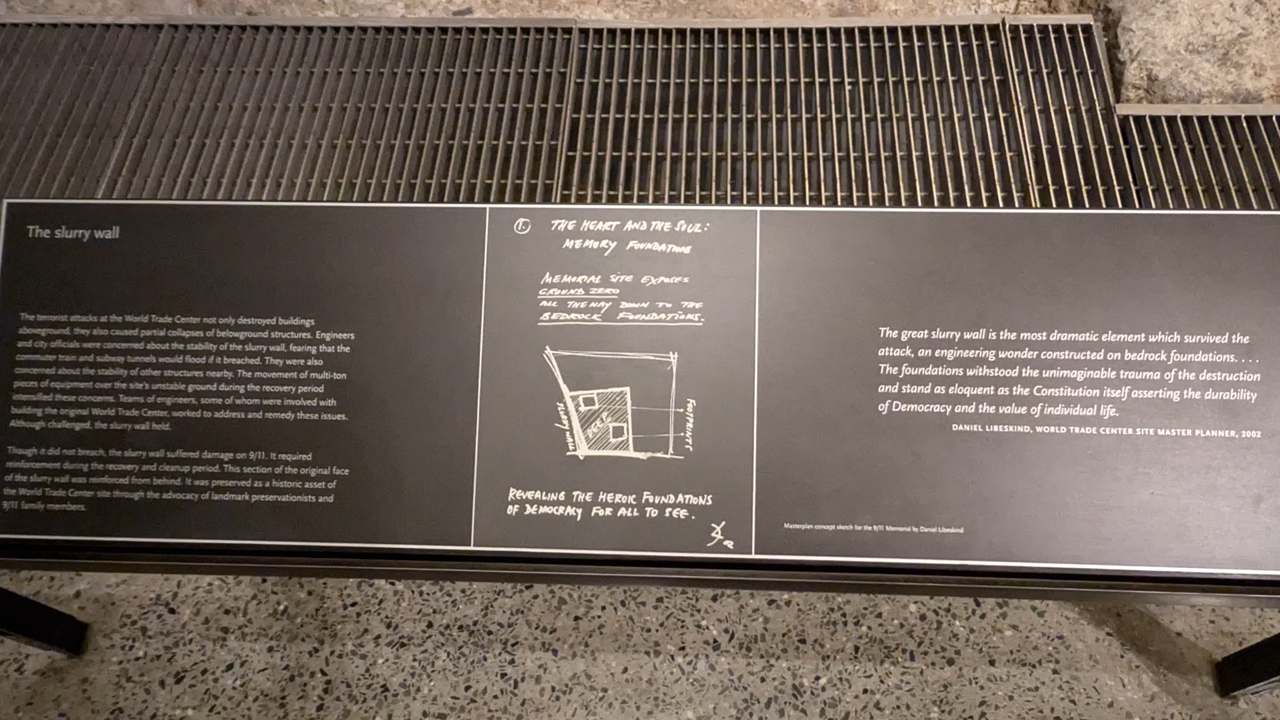 The slurry wall
The terrorist attacks at the World Trade Center not only destroyed buildings
aboveground, they also caused partial collapses of belowground structures. Engineers
and city officials were concerned about the stability of the slurry wall, fearing that the
commuter train and subway tunnels would flood if it breached. They were also
concerned about the stability of other structures nearby. The movement of multi-ton
pieces of equipment over the site's unstable ground during the recovery period
intensified these concerns. Teams of engineers, some of whom were involved with
building the original World Trade Center, worked to address and remedy these issues.
Although challenged, the slurry wall held.
Though it did not breach, the slurry wall suffered damage on 9/11. It required
reinforcement during the recovery and cleanup period. This section of the original face
of the slurry wall was reinforced from behind. It was preserved as a historic asset of
the World Trade Center site through the advocacy of landmark preservationists and
9/11 family members.
1. THE HEART AND THE SOUL:
MEMORY FOUNDATIONS
MEMORIAL SITE EXPOSES
GROUND ZERO
ALL THE WAY DOWN TO THE
BEDROCK FOUNDATIONS.
DEEP
FOOTPRINTS
REVEALING THE HEROIC FOUNDATIONS
OF DEMOCRACY FOR ALL TO SEE.
The great slurry wall is the most dramatic element which survived the
attack, an engineering wonder constructed on bedrock foundations. . . .
The foundations withstood the unimaginable trauma of the destruction
and stand as eloquent as the Constitution itself asserting the durability
of Democracy and the value of individual life.
DANIEL LIBESKIND, WORLD TRADE CENTER SITE MASTER PLANNER, 2002
Masterplan concept sketch for the 9/11 Memorial by Daniel Libeskind